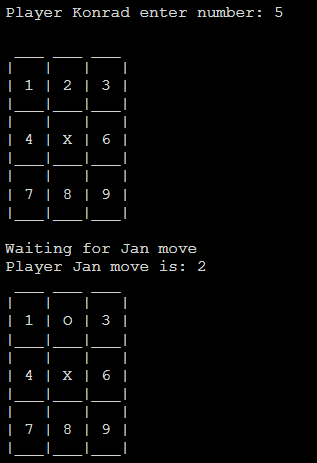 Player Konrad enter number: 5
 ___ ___ ___
|   |   |   |
| 1 | 2 | 3 |
|___|___|___|
|   |   |   |
| 4 | X | 6 |
|___|___|___|
|   |   |   |
| 7 | 8 | 9 |
|___|___|___|
Waiting for Jan move
Player Jan move is: 2
 ___ ___ ___
|   |   |   |
| 1 | O | 3 |
|___|___|___|
|   |   |   |
| 4 | X | 6 |
|___|___|___|
|   |   |   |
| 7 | 8 | 9 |
|___|___|___|